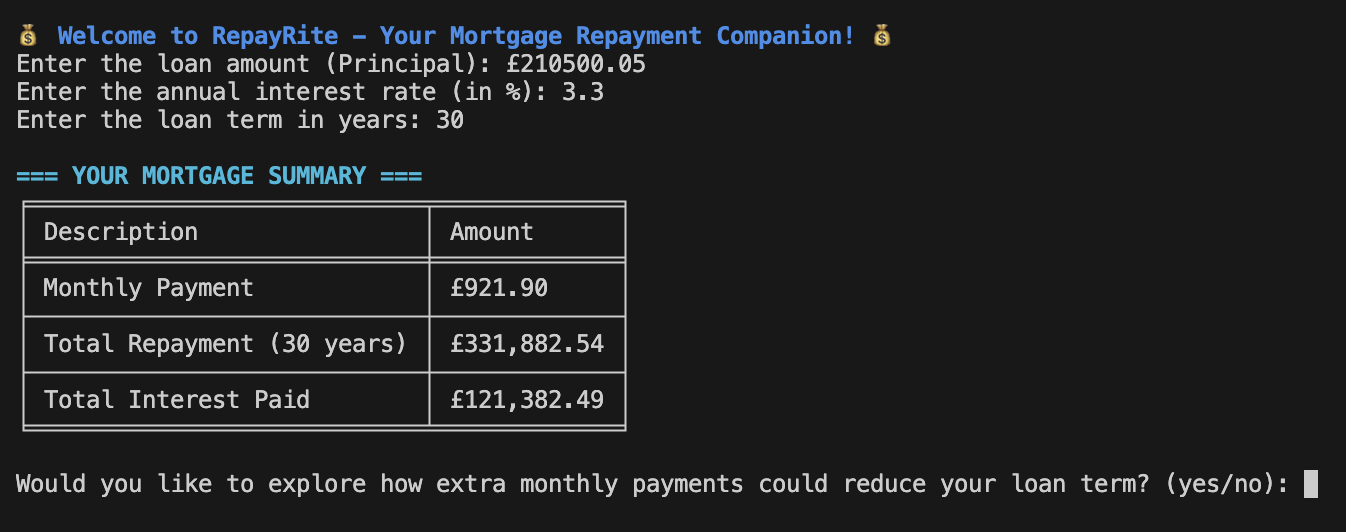 💰 Welcome to RepayRite – Your Mortgage Repayment Companion! 💰
Enter the loan amount (Principal): £210500.05
Enter the annual interest rate (in %): 3.3
Enter the loan term in years: 30
=== YOUR MORTGAGE SUMMARY ===
Description Amount
Monthly Payment £921.90
Total Repayment (30 years) £331,882.54
Total Interest Paid £121,382.49
Would you like to explore how extra monthly payments could reduce your loan term? (yes/no):